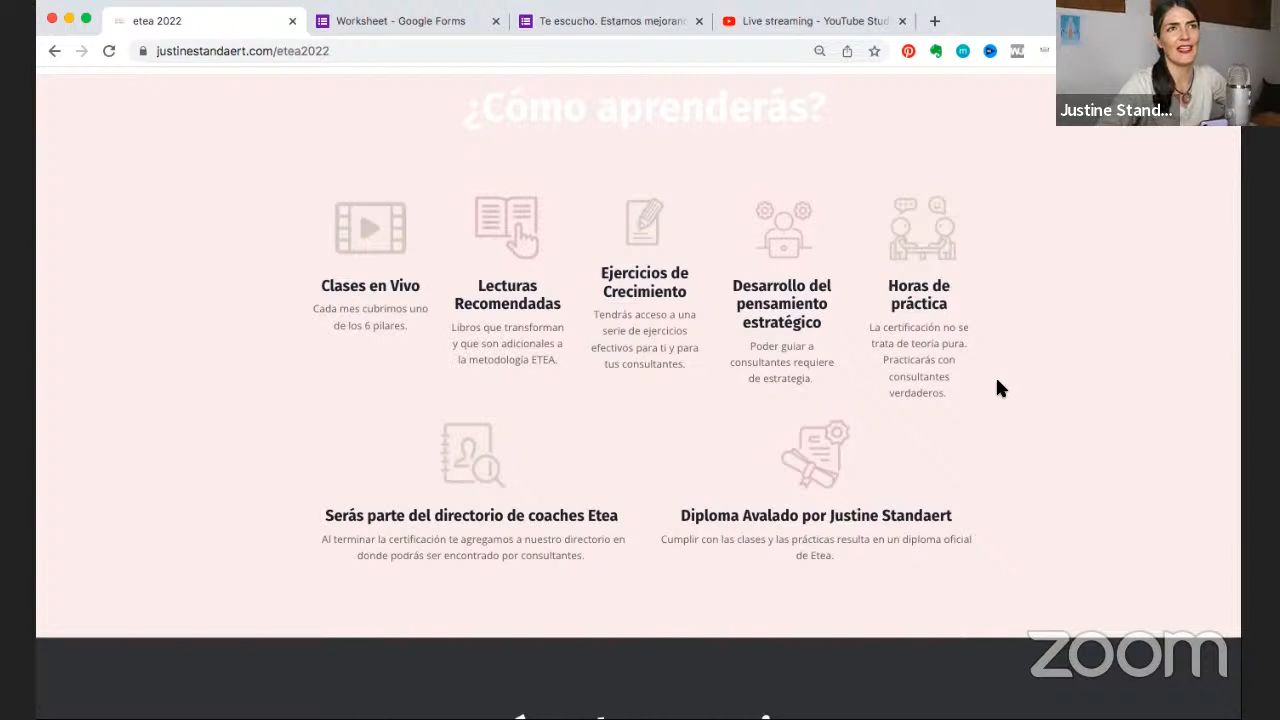 etea 2022
Worksheet - Google Forms
Te escucho. Estamos mejoran
Live streaming - YouTube Stud
justinestandaert.com/etea2022
Justine Stand...
¿Cómo aprenderás?
Clases en Vivo
Cada mes cubrimos uno
de los 6 pilares.
Lecturas
Recomendadas
Libros que transforman
y que son adicionales a
la metodología ETEA.
Ejercicios de
Crecimiento
Tendrás acceso a una
serie de ejercicios
efectivos para ti y para
tus consultantes.
Desarrollo del
pensamiento
estratégico
Poder guiar a
consultantes requiere
de estrategia.
Horas de
práctica
La certificación no se
trata de teoría pura.
Practicarás con
consultantes
verdaderos.
Serás parte del directorio de coaches Etea
Al terminar la certificación te agregamos a nuestro directorio en
donde podrás ser encontrado por consultantes.
Diploma Avalado por Justine Standaert
Cumplir con las clases y las prácticas resulta en un diploma oficial
de Etea.
zoom